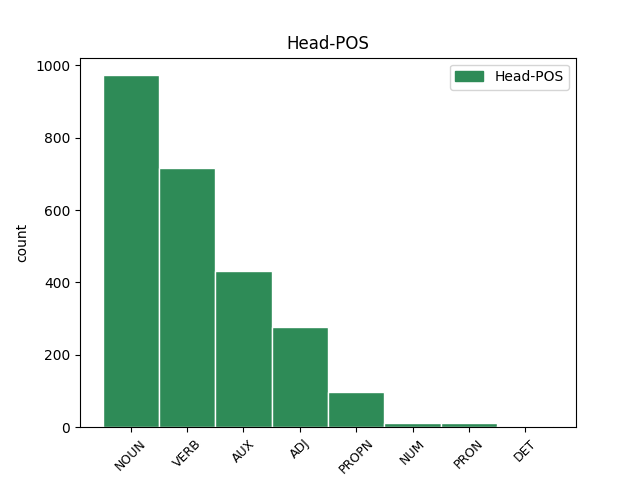 Head-POS
Head-POS
1000
800
600
400
200
0
count
NOUN
VERB
AUX
ADJ
PROPN
NUM
PRON
DET